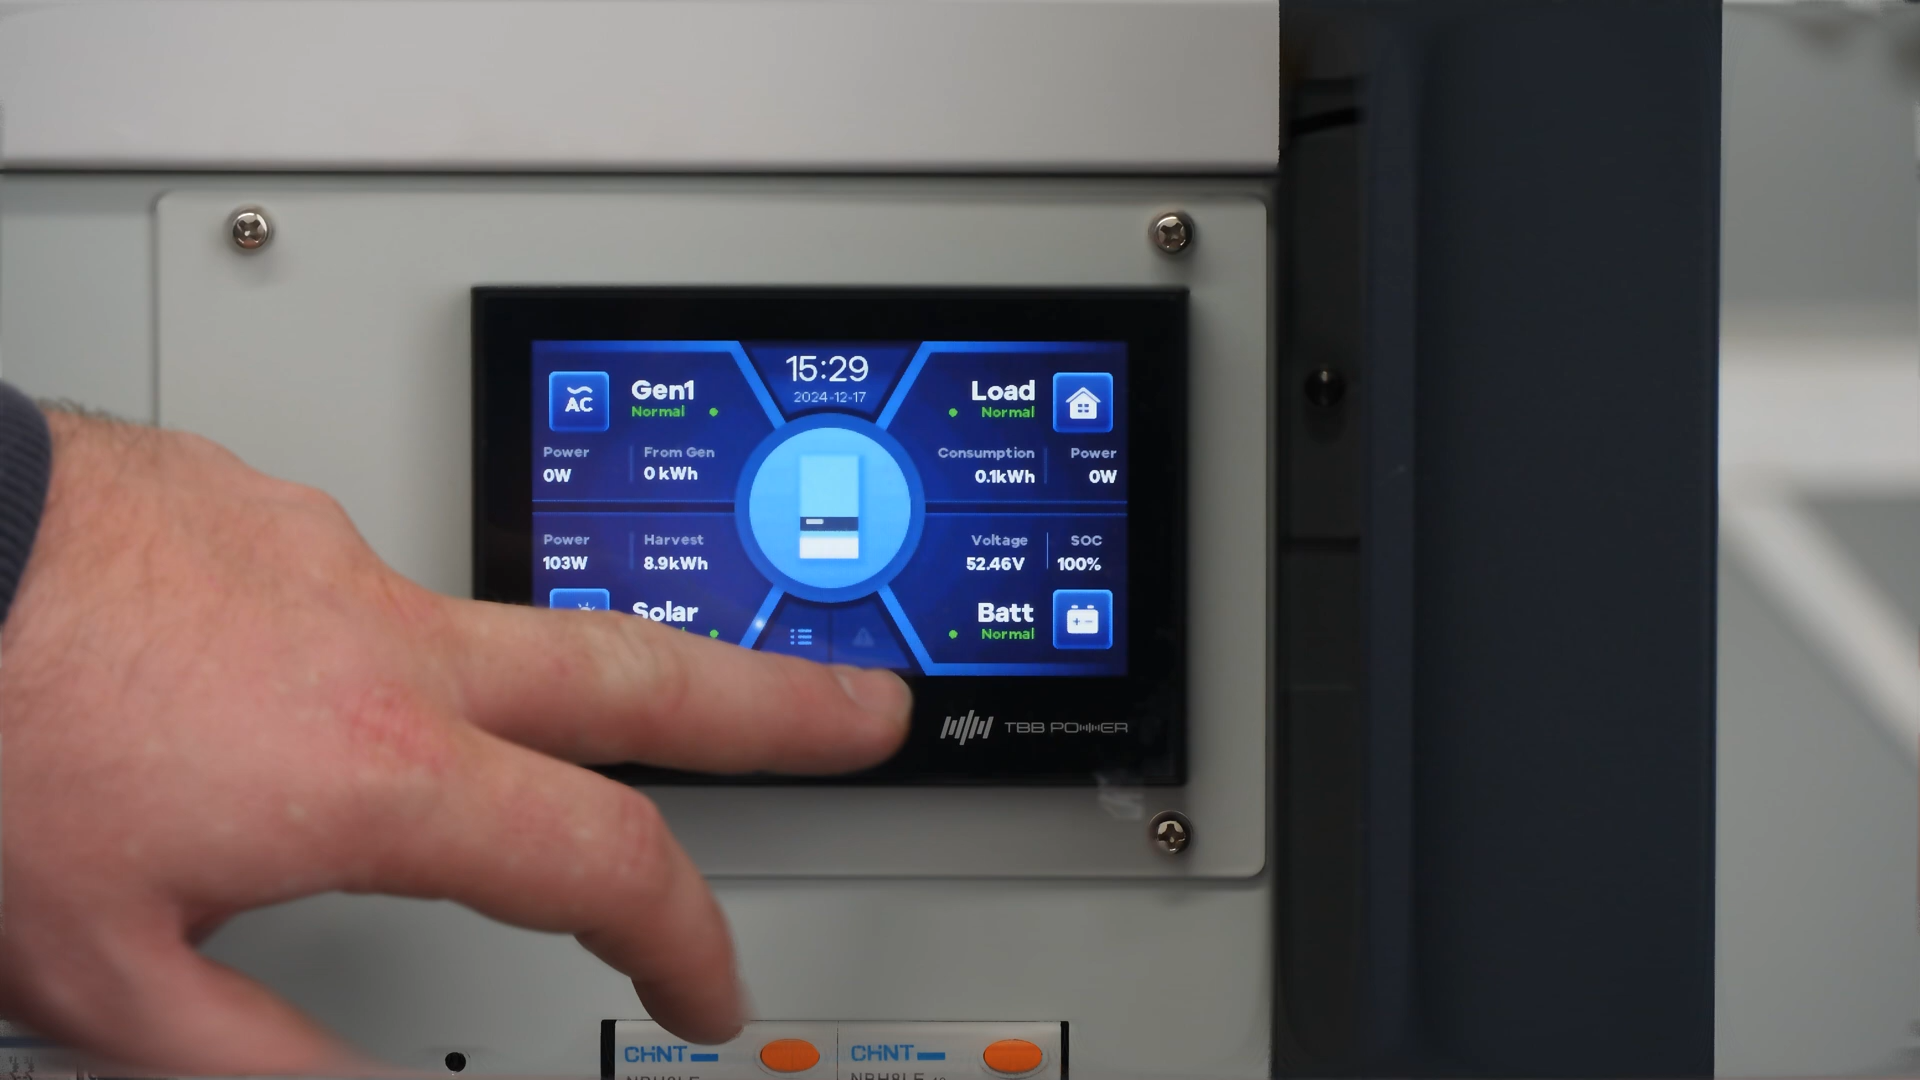 15:29
2024-12-17
AC
Gen1
Normal
Power
0W
From Gen
0 kWh
Load
Normal
Consumption
0.1kWh
Power
0W
Power
103W
Harvest
8.9kWh
Solar
Voltage
52.46V
SOC
100%
Batt
Normal
TBB POWER
CHNT
CHNT